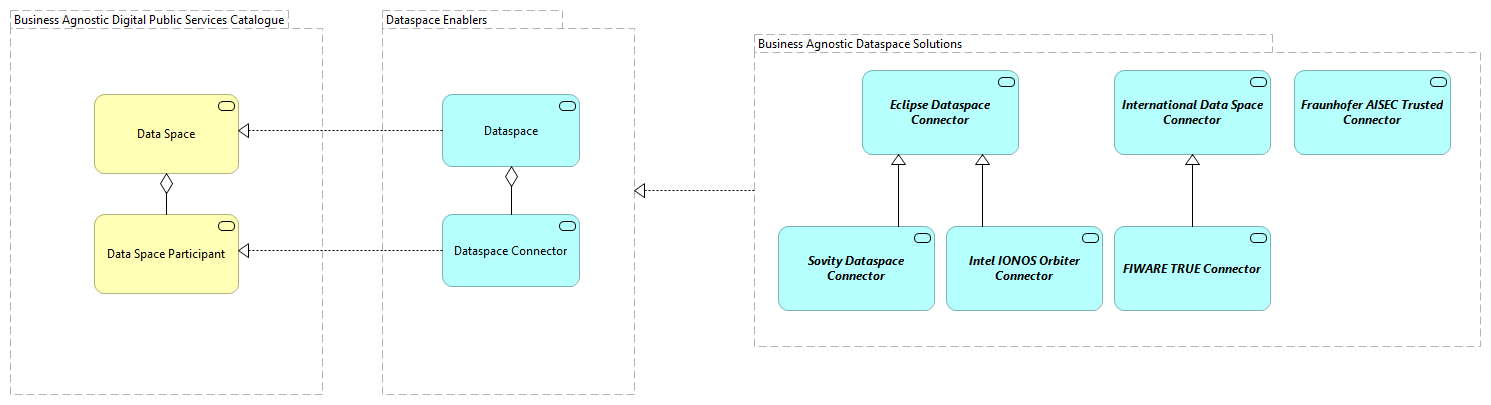 Business Agnostic Digital Public Services Catalogue
Data Space
Data Space Participant
Dataspace Enablers
Dataspace
Dataspace Connector
Business Agnostic Dataspace Solutions
Eclipse Dataspace
Connector
International Data Space
Connector
Fraunhofer AISEC Trusted
Connector
Sovity Dataspace
Connector
Intel IONOS Orbiter
Connector
FIWARE TRUE Connector